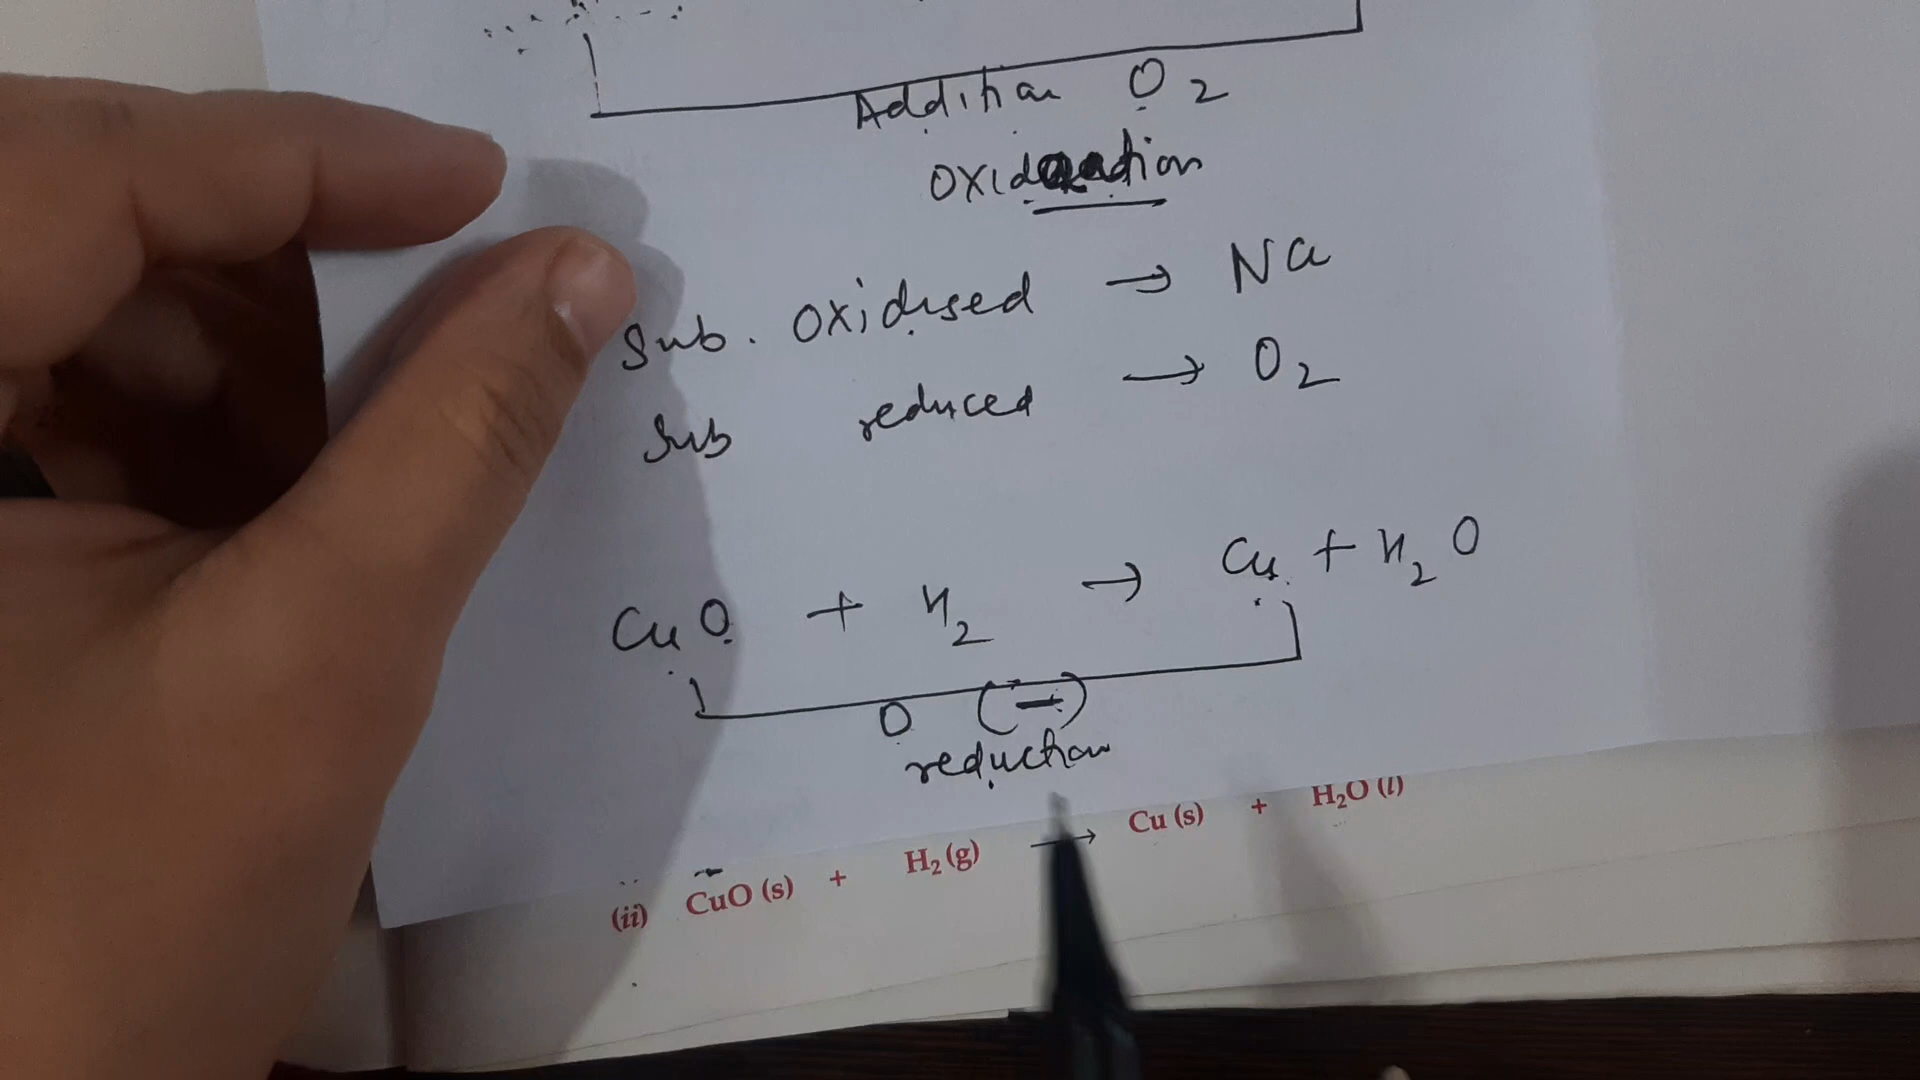 Addition O2
Oxidation
Sub. Oxidised → Na
Sub reduced → O2
CuO + H2 → Cu + H2O
O (-)
reduction
(ii) CuO (s) + H2 (g) → Cu (s) + H2O (l)